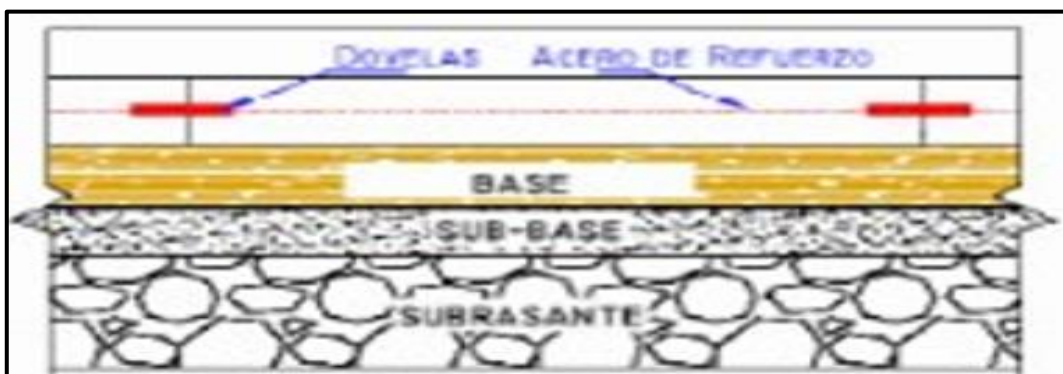 DOVELAS ACERO DE REFUERZO
BASE
SUB-BASE
SUBRASANTE